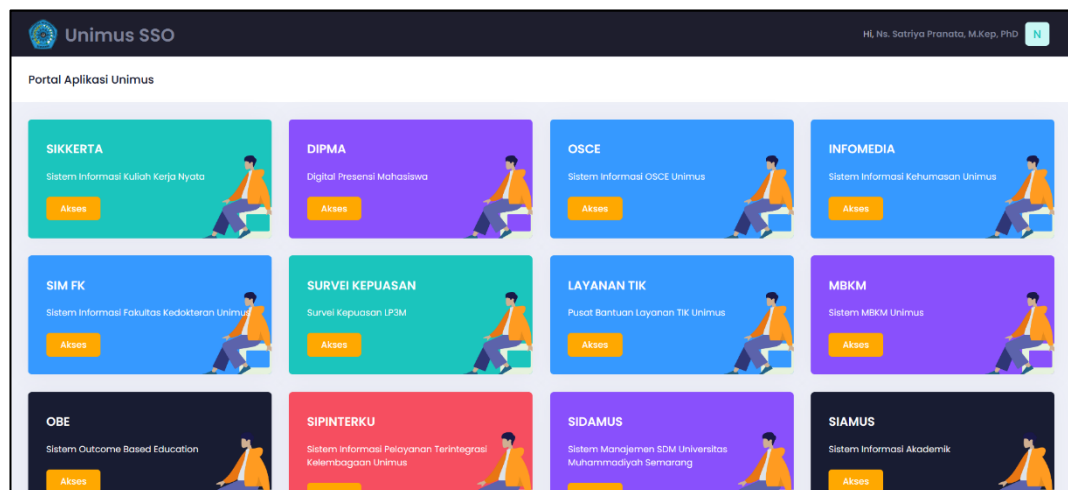 Unimus SSO
Hi, Ns. Satriya Pranata, M.Kep, PhD N
Portal Aplikasi Unimus
SIKKERTA
Sistem Informasi Kuliah Kerja Nyata
Akses
DIPMA
Digital Presensi Mahasiswa
Akses
OSCE
Sistem Informasi OSCE Unimus
Akses
INFOMEDIA
Sistem Informasi Kehumasan Unimus
Akses
SIM FK
Sistem Informasi Fakultas Kedokteran Unimus
Akses
SURVEI KEPUASAN
Survei Kepuasan LP3M
Akses
LAYANAN TIK
Pusat Bantuan Layanan TIK Unimus
Akses
MBKM
Sistem MBKM Unimus
Akses
OBE
Sistem Outcome Based Education
Akses
SIPINTERKU
Sistem Informasi Pelayanan Terintegrasi
Kelembagaan Unimus
SIDAMUS
Sistem Manajemen SDM Universitas
Muhammadiyah Semarang
SIAMUS
Sistem Informasi Akademik
Akses